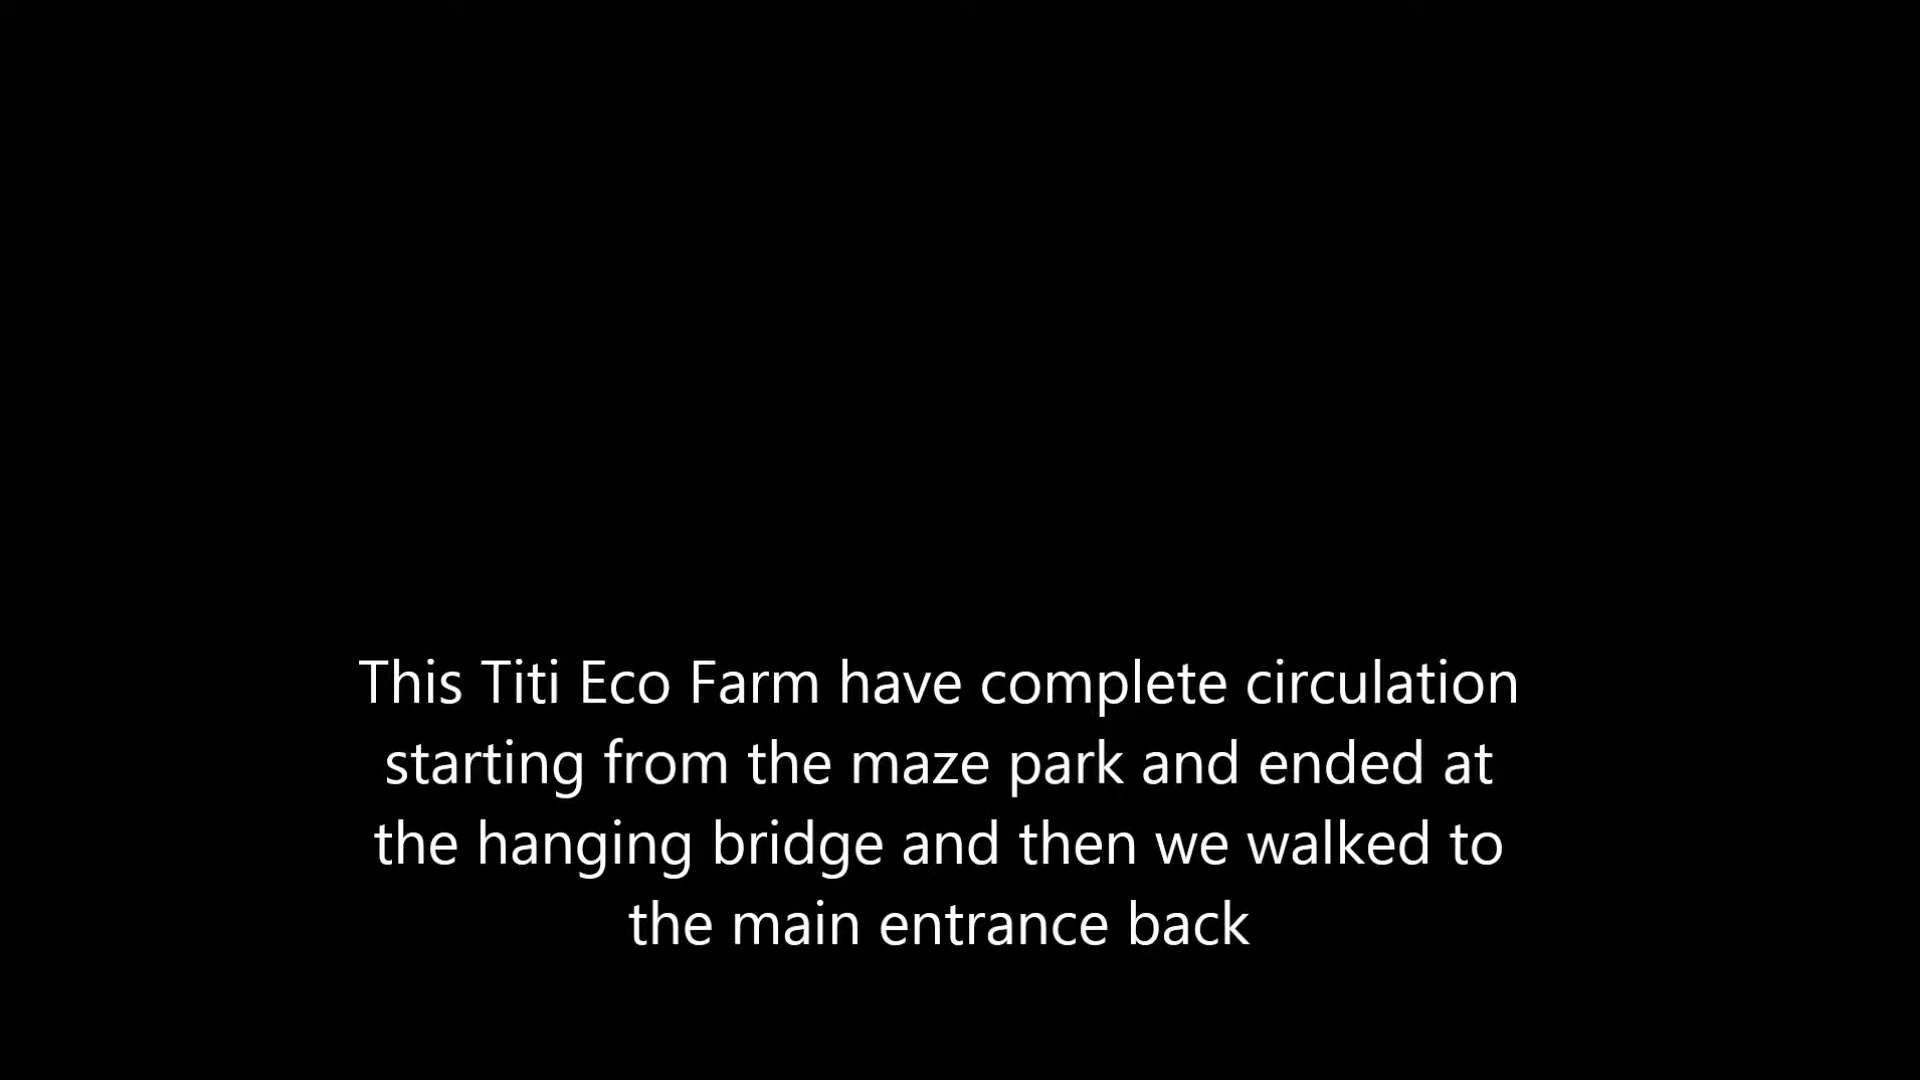 This Titi Eco Farm have complete circulation
starting from the maze park and ended at
the hanging bridge and then we walked to
the main entrance back